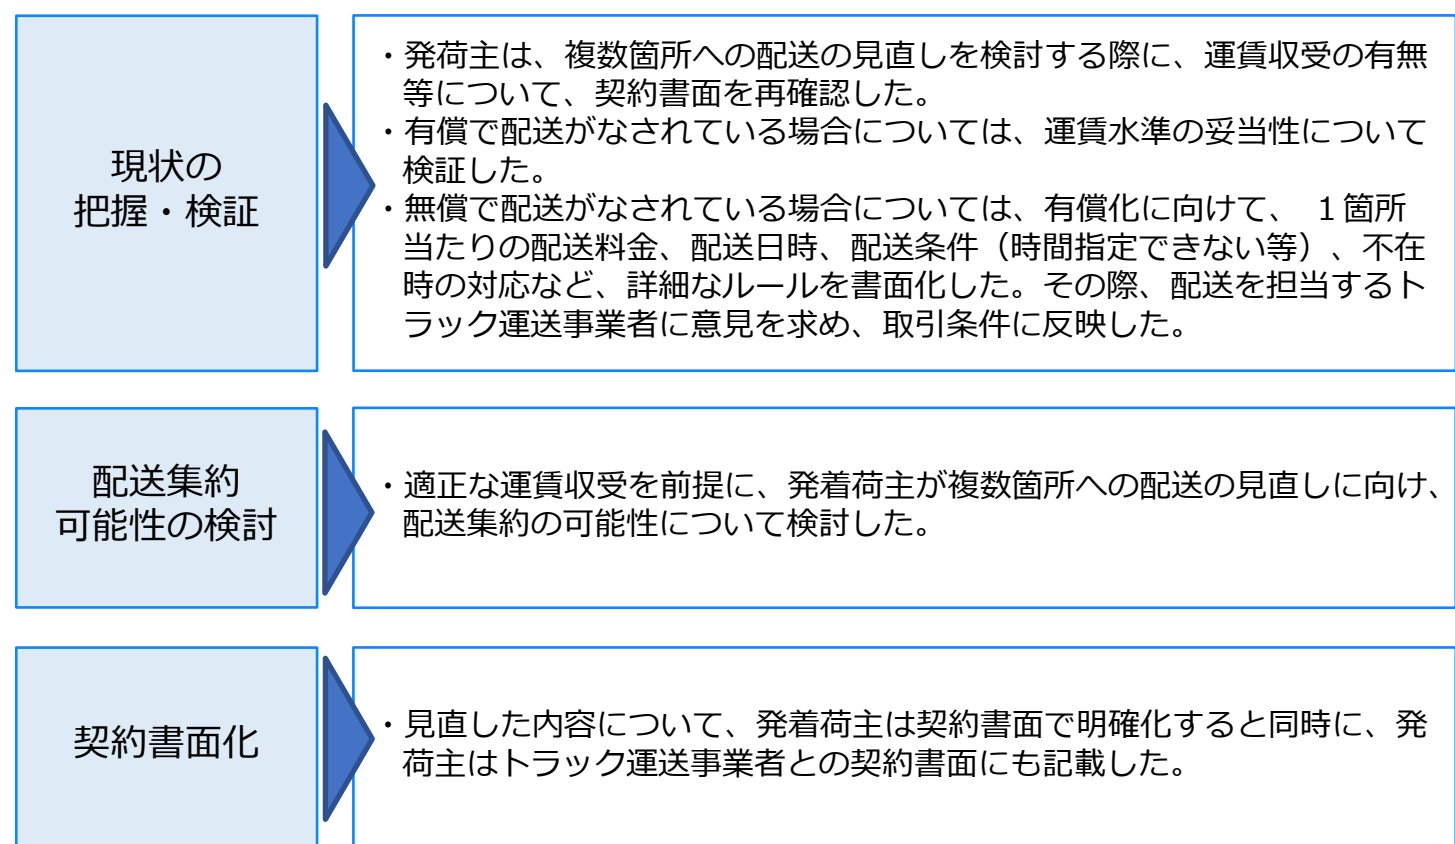 現状の
把握・検証
・発荷主は、複数箇所への配送の見直しを検討する際に、運賃収受の有無
等について、契約書面を再確認した。
・有償で配送がなされている場合については、運賃水準の妥当性について
検証した。
・無償で配送がなされている場合については、有償化に向けて、 １箇所
当たりの配送料金、配送日時、配送条件（時間指定できない等）、不在
時の対応など、詳細なルールを書面化した。その際、配送を担当するト
ラック運送事業者に意見を求め、取引条件に反映した。
配送集約
可能性の検討
・適正な運賃収受を前提に、発着荷主が複数箇所への配送の見直しに向け、
配送集約の可能性について検討した。
契約書面化
・見直した内容について、発着荷主は契約書面で明確化すると同時に、発
荷主はトラック運送事業者との契約書面にも記載した。